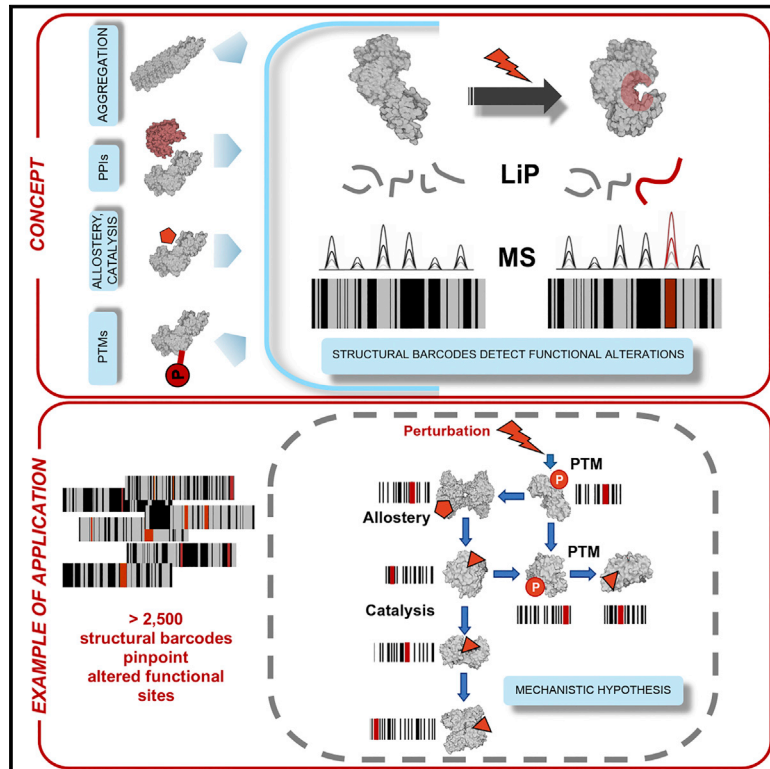 CONCEPT
AGGREGATION
PPIs
ALLOSTERY,
CATALYSIS
PTMs
P
LiP
MS
STRUCTURAL BARCODES DETECT FUNCTIONAL ALTERATIONS
EXAMPLE OF APPLICATION
> 2,500
structural barcodes
pinpoint
altered functional
sites
Perturbation
PTM
P
Allostery
PTM
P
Catalysis
MECHANISTIC HYPOTHESIS